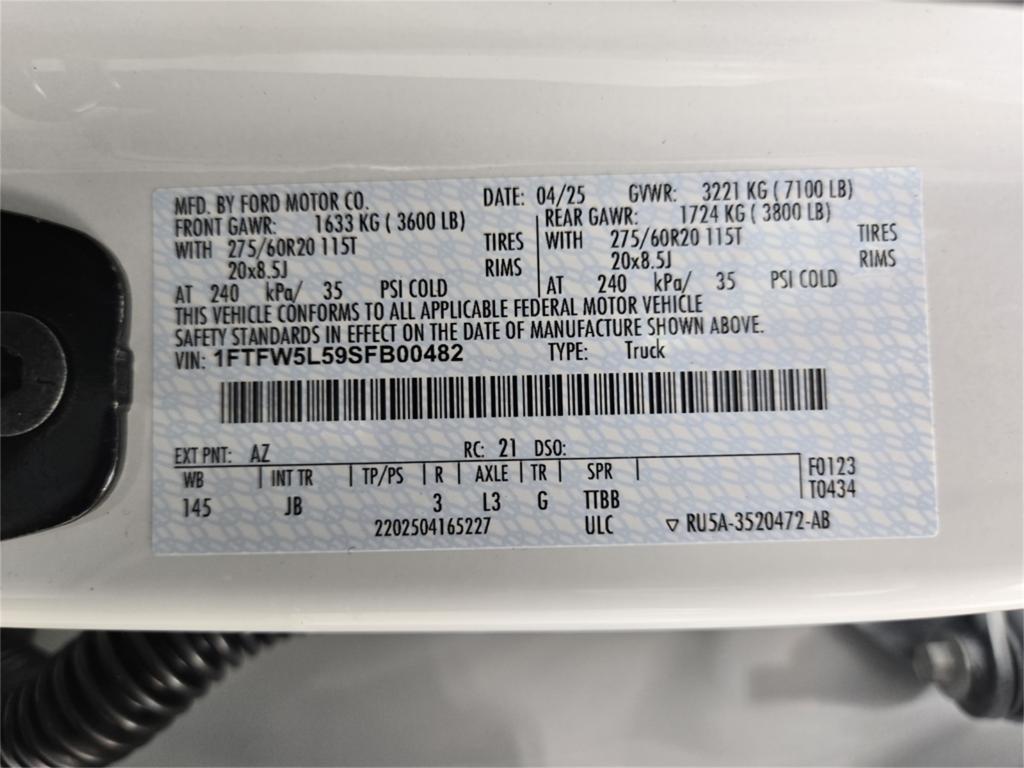 MFD. BY FORD MOTOR CO. DATE: 04/25 GVWR: 3221 KG ( 7100 LB)
FRONT GAWR: 1633 KG ( 3600 LB) REAR GAWR: 1724 KG ( 3800 LB)
WITH 275/60R20 115T TIRES WITH 275/60R20 115T TIRES
20x8.5J RIMS 20x8.5J RIMS
AT 240 kPa/ 35 PSI COLD AT 240 kPa/ 35 PSI COLD
THIS VEHICLE CONFORMS TO ALL APPLICABLE FEDERAL MOTOR VEHICLE
SAFETY STANDARDS IN EFFECT ON THE DATE OF MANUFACTURE SHOWN ABOVE.
VIN: 1FTFW5L59SFB00482 TYPE: Truck
EXT PNT: AZ RC: 21 DSO:
WB INT TR TP/PS R AXLE TR SPR F0123
145 JB 3 L3 G TTBB T0434
2202504165227 ULC ▽ RU5A-3520472-AB